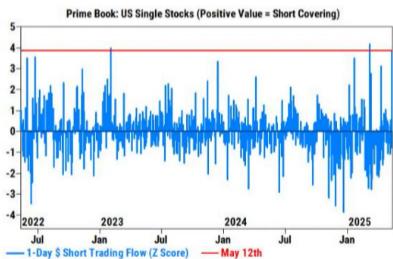 Prime Book: US Single Stocks (Positive Value = Short Covering)
5
4
3
2
1
0
-1
-2
-3
-4
2022 2023 2024 2025
Jul Jan Jul Jan Jul Jan
1-Day $ Short Trading Flow (Z Score) May 12th